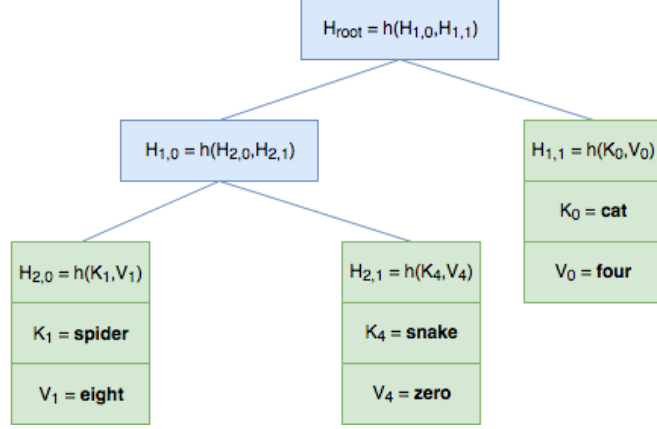 H_root = h(H_1,0,H_1,1)
H_1,0 = h(H_2,0,H_2,1)
H_1,1 = h(K_0,V_0)
K_0 = cat
V_0 = four
H_2,0 = h(K_1,V_1)
K_1 = spider
V_1 = eight
H_2,1 = h(K_4,V_4)
K_4 = snake
V_4 = zero